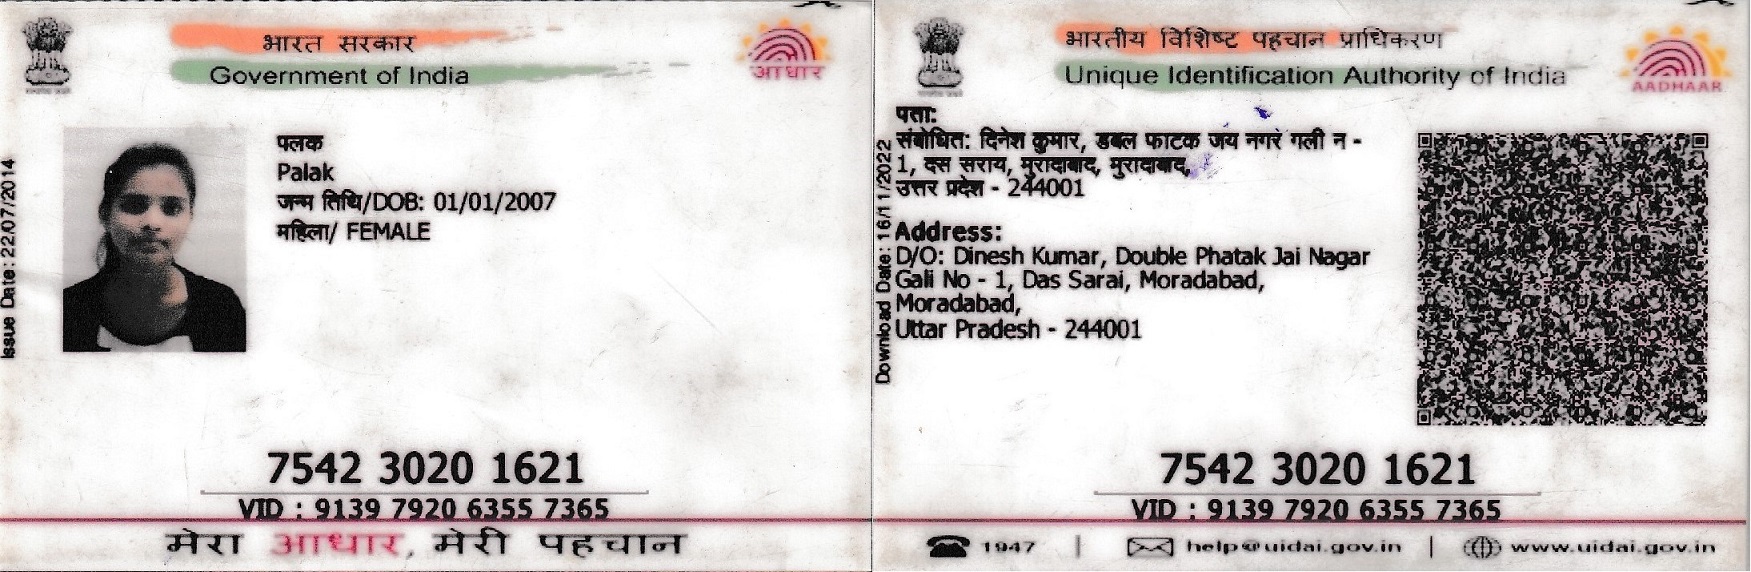 भारत सरकार
Government of India
आधार
Issue Date: 22/07/2014
पलक
Palak
जन्म तिथि/DOB: 01/01/2007
महिला/ FEMALE
7542 3020 1621
VID : 9139 7920 6355 7365
मेरा आधार, मेरी पहचान
भारतीय विशिष्ट पहचान प्राधिकरण
Unique Identification Authority of India
AADHAAR
Download Date: 16/11/2022
पता:
संबोधित: दिनेश कुमार, डबल फाटक जय नगर गली न -
1, दस सराय, मुरादाबाद, मुरादाबाद,
उत्तर प्रदेश - 244001
Address:
D/O: Dinesh Kumar, Double Phatak Jai Nagar
Gali No - 1, Das Sarai, Moradabad,
Moradabad,
Uttar Pradesh - 244001
7542 3020 1621
VID : 9139 7920 6355 7365
1947 | help@uidai.gov.in | www.uidai.gov.in